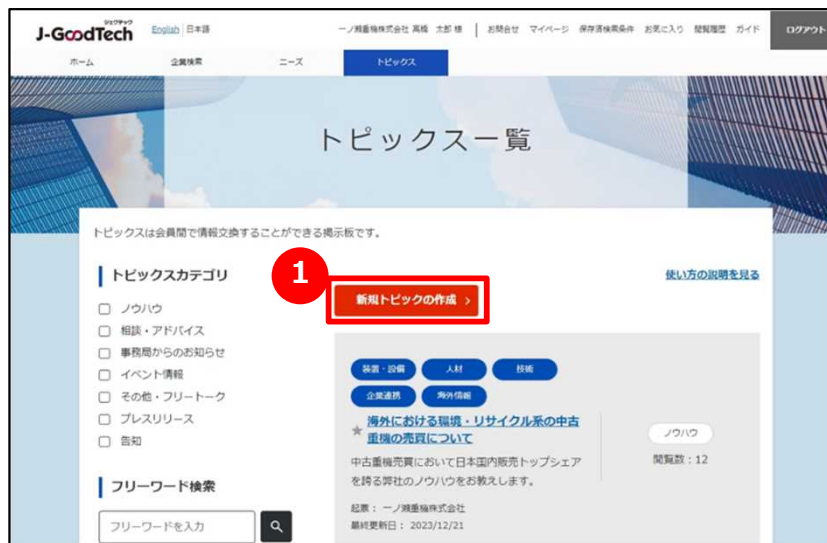 ジェグテック
J-GoodTech
English | 日本語
一ノ瀬重機株式会社 高橋 太郎 様
お問合せ マイページ 保存済検索条件 お気に入り 閲覧履歴 ガイド
ログアウト
ホーム 企業検索 ニーズ トピックス
トピックス一覧
トピックスは会員間で情報交換することができる掲示板です。
トピックスカテゴリ
ノウハウ
相談・アドバイス
事務局からのお知らせ
イベント情報
その他・フリートーク
プレスリリース
告知
フリーワード検索
フリーワードを入力
1
新規トピックの作成 >
使い方の説明を見る
装置・設備 人材 技術
企業連携 海外情報
海外における環境・リサイクル系の中古
重機の売買について
中古重機売買において日本国内販売トップシェア
を誇る弊社のノウハウをお教えします。
起票： 一ノ瀬重機株式会社
最終更新日： 2023/12/21
ノウハウ
閲覧数：12